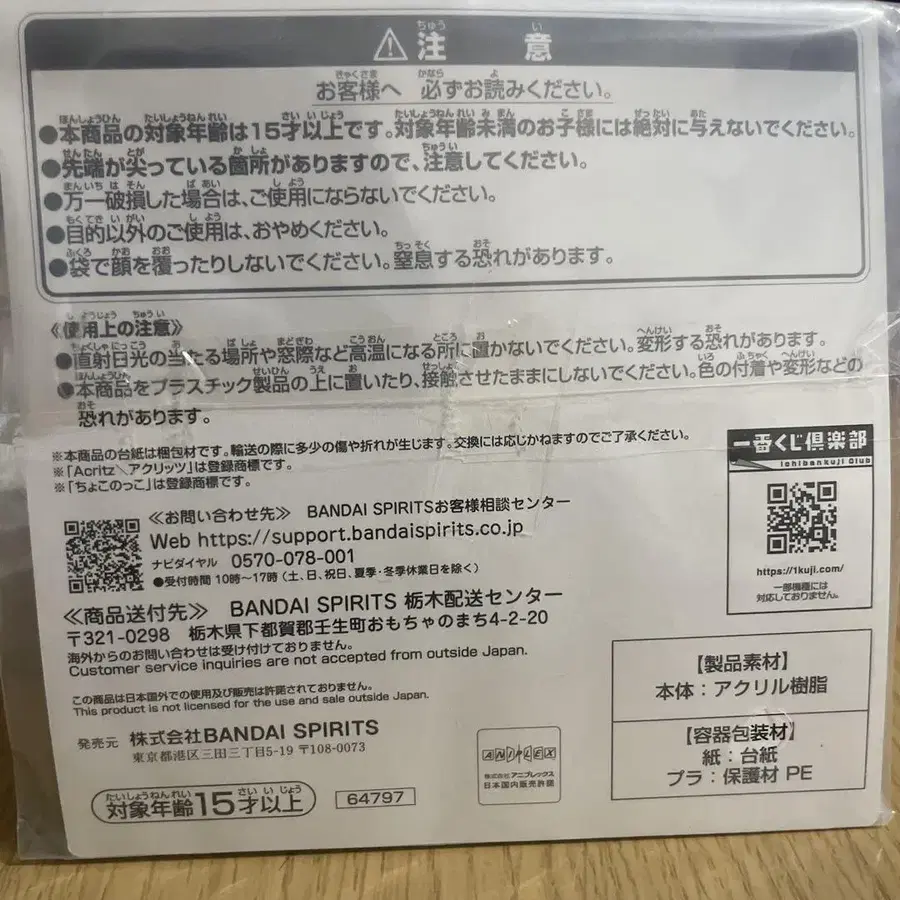 ⚠注意
お客様へ 必ずお読みください。
●本商品の対象年齢は15才以上です。対象年齢未満のお子様には絶対に与えないでください。
●先端が尖っている箇所がありますので、注意してください。
●万一破損した場合は、ご使用にならないでください。
●目的以外のご使用は、おやめください。
●袋で顔を覆ったりしないでください。窒息する恐れがあります。
≪使用上の注意≫
●直射日光の当たる場所や窓際など高温になる所に置かないでください。変形する恐れがあります。
●本商品をプラスチック製品の上に置いたり、接触させたままにしないでください。色の付着や変形などの
恐れがあります。
※本商品の台紙は梱包材です。輸送の際に多少の傷や折れが生じます。交換には応じかねますのでご了承ください。
※「Acritz＼アクリッツ」は登録商標です。
※「ちょこのっこ」は登録商標です。
一番くじ倶楽部
Ichibankuji Club
https://1kuji.com/
一部機種には
対応しておりません。
≪お問い合わせ先≫ BANDAI SPIRITSお客様相談センター
Web https://support.bandaispirits.co.jp
ナビダイヤル 0570-078-001
●受付時間 10時～17時(土、日、祝日、夏季・冬季休業日を除く)
≪商品送付先≫ BANDAI SPIRITS 栃木配送センター
〒321-0298 栃木県下都賀郡壬生町おもちゃのまち4-2-20
海外からのお問い合わせは受け付けておりません。
Customer service inquiries are not accepted from outside Japan.
この商品は日本国外での使用及び販売は許諾されておりません。
This product is not licensed for the use and sale outside Japan.
発売元 株式会社BANDAI SPIRITS
東京都港区三田三丁目5-19 〒108-0073
対象年齢15才以上
64797
ANIPLEX
株式会社アニプレックス
日本国内販売許諾
【製品素材】
本体：アクリル樹脂
【容器包装材】
紙：台紙
プラ：保護材 PE